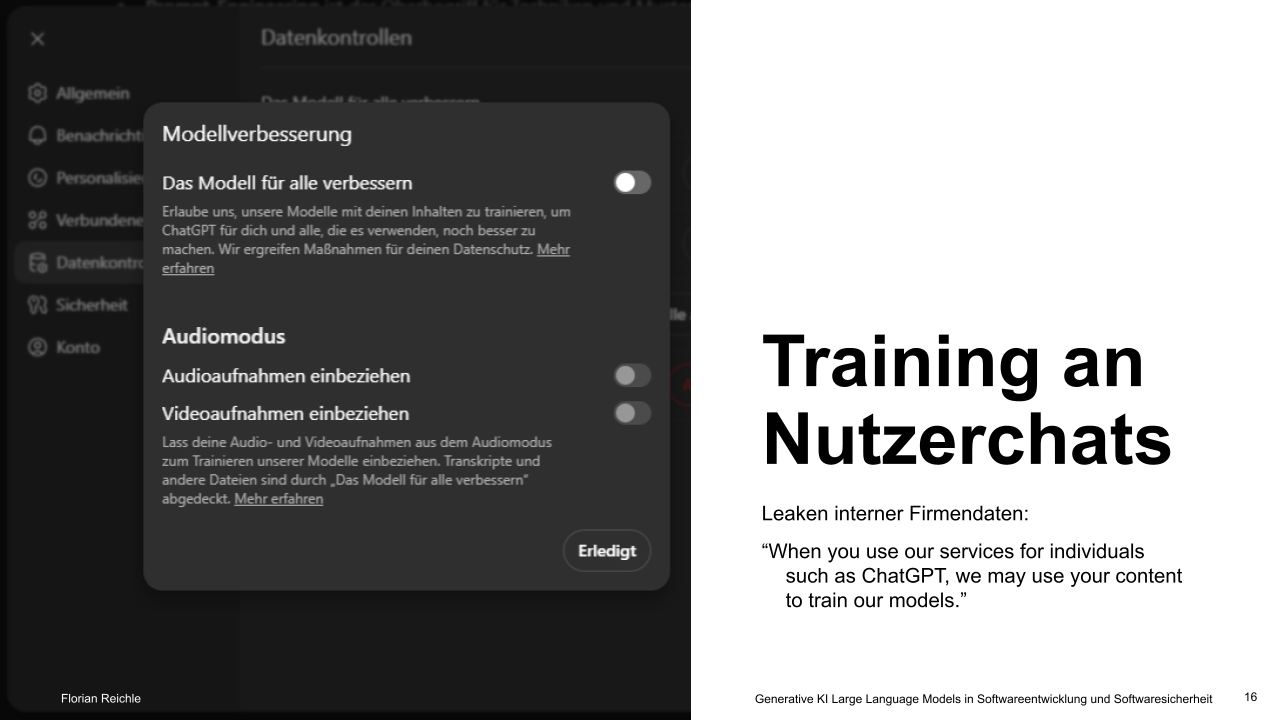 Datenkontrollen
Allgemein
Modellverbesserung
Das Modell für alle verbessern
Erlaube uns, unsere Modelle mit deinen Inhalten zu trainieren, um
ChatGPT für dich und alle, die es verwenden, noch besser zu
machen. Wir ergreifen Maßnahmen für deinen Datenschutz. Mehr
erfahren
Sicherheit
Konto
Audiomodus
Audioaufnahmen einbeziehen
Videoaufnahmen einbeziehen
Lass deine Audio- und Videoaufnahmen aus dem Audiomodus
zum Trainieren unserer Modelle einbeziehen. Transkripte und
andere Dateien sind durch „Das Modell für alle verbessern“
abgedeckt. Mehr erfahren
Erledigt
Training an
Nutzerchats
Leaken interner Firmendaten:
“When you use our services for individuals
such as ChatGPT, we may use your content
to train our models.”
Florian Reichle
Generative KI Large Language Models in Softwareentwicklung und Softwaresicherheit
16